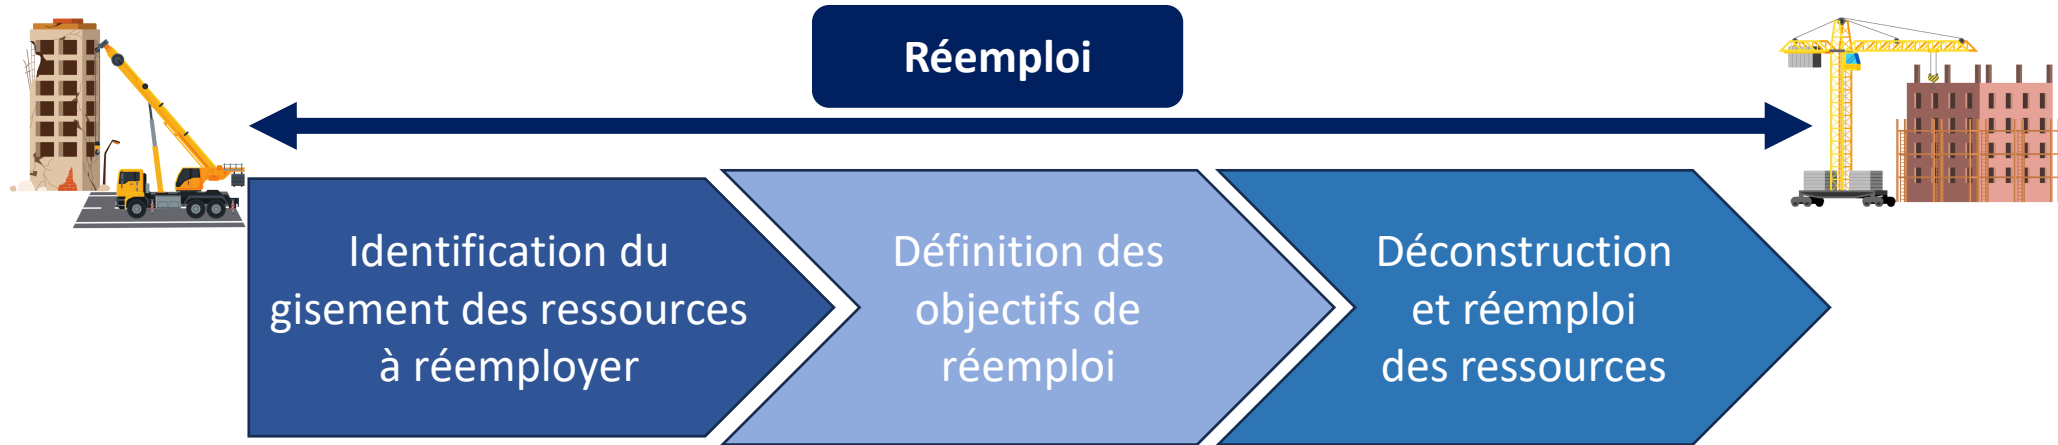 Réemploi
Identification du
gisement des ressources
à réemployer
Définition des
objectifs de
réemploi
Déconstruction
et réemploi
des ressources